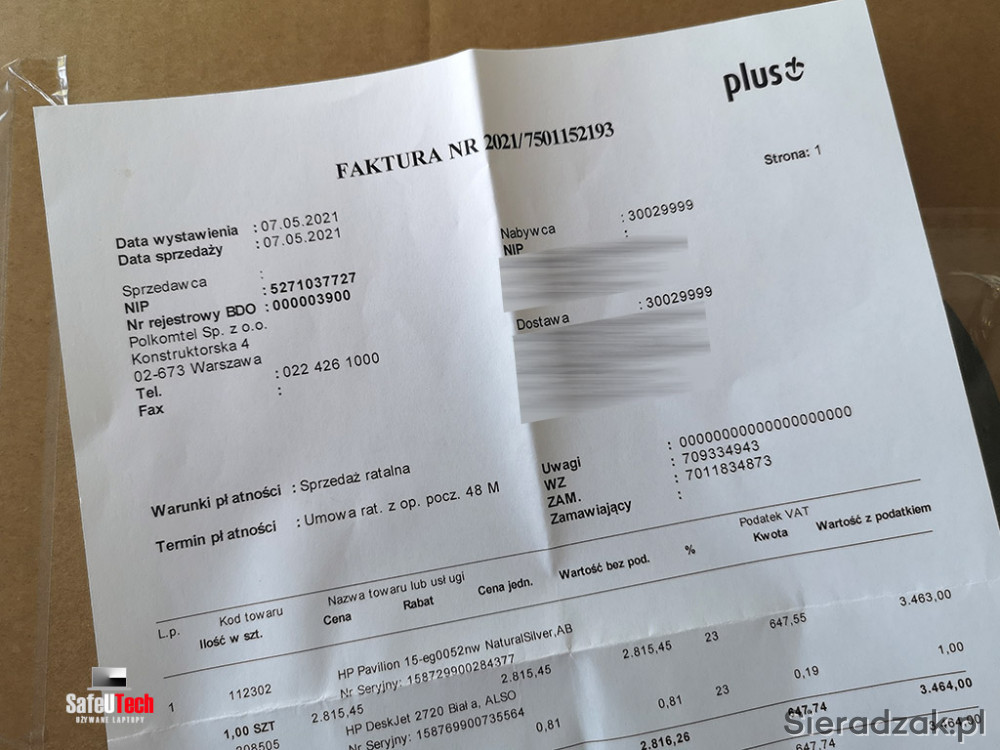 plus
FAKTURA NR 2021/7501152193
Strona: 1
Data wystawienia : 07.05.2021
Data sprzedaży : 07.05.2021
Sprzedawca :
NIP : 5271037727
Nr rejestrowy BDO : 000003900
Polkomtel Sp. z o.o.
Konstruktorska 4
02-673 Warszawa
Tel. : 022 426 1000
Fax :
Nabywca : 30029999
NIP :
Dostawa : 30029999
Warunki płatności : Sprzedaż ratalna
Termin płatności : Umowa rat. z op. pocz. 48 M
Uwagi : 00000000000000000000
WZ : 709334943
ZAM. : 7011834873
Zamawiający :
L.p. Kod towaru Nazwa towaru lub usługi Podatek VAT
Ilość w szt. Cena Rabat Cena jedn. Wartość bez pod. % Kwota Wartość z podatkiem
1 112302 HP Pavilion 15-eg0052nw NaturalSilver,AB
Nr Seryjny: 158729900284377
1,00 SZT 2.815,45 2.815,45 2.815,45 23 647,55 3.463,00
208505 HP DeskJet 2720 Biała, ALSO
Nr Seryjny: 15876990073556​4
0,81 0,81 23 0,19 1,00
2.816,26 647,74 3.464,00
647,74 3.464,00
SafeUTech
UŻYWANE LAPTOPY
Sieradzak.pl